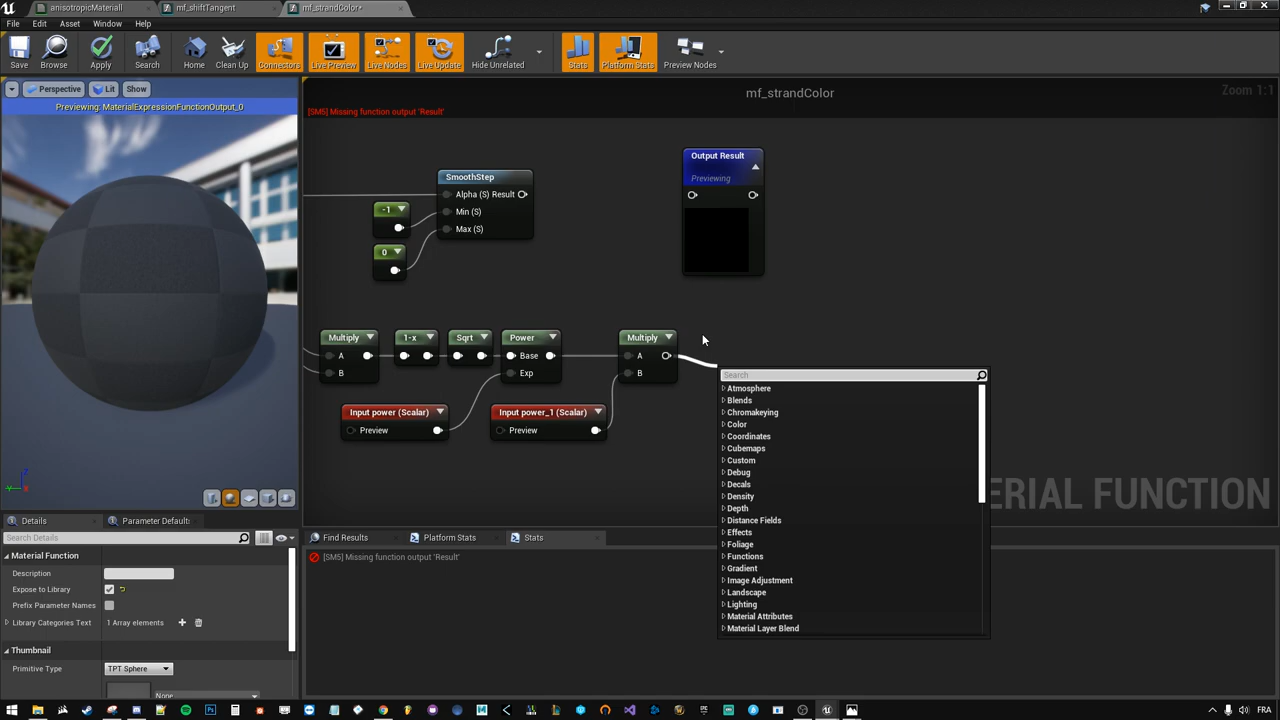 anisotropicMateriall
mf_shiftTangent
mf_strandColor*
File Edit Asset Window Help
Save
Browse
Apply
Search
Home
Clean Up
Connectors
Live Preview
Live Nodes
Live Update
Hide Unrelated
Stats
Platform Stats
Preview Nodes
Perspective
Lit
Show
Previewing: MaterialExpressionFunctionOutput_0
mf_strandColor
Zoom 1:1
[SM5] Missing function output 'Result'
SmoothStep
Alpha (S) Result
Min (S)
Max (S)
-1
0
Output Result
Previewing
Multiply
A
B
1-x
Sqrt
Power
Base
Exp
Multiply
A
B
Input power (Scalar)
Preview
Input power_1 (Scalar)
Preview
Search
Atmosphere
Blends
Chromakeying
Color
Coordinates
Cubemaps
Custom
Debug
Decals
Density
Depth
Distance Fields
Effects
Foliage
Functions
Gradient
Image Adjustment
Landscape
Lighting
Material Attributes
Material Layer Blend
ERIAL FUNCTION
Details
Parameter Default:
Search Details
Material Function
Description
Expose to Library
Prefix Parameter Names
Library Categories Text
1 Array elements
Thumbnail
Primitive Type
TPT Sphere
None
Find Results
Platform Stats
Stats
[SM5] Missing function output 'Result'
FRA